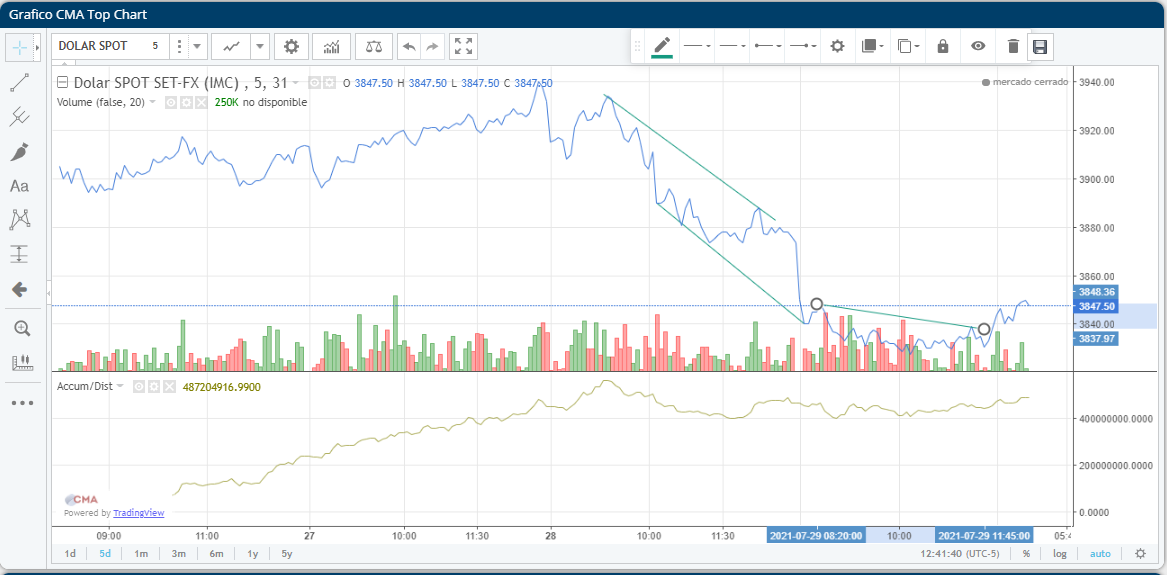 Grafico CMA Top Chart
DOLAR SPOT 5
Dolar SPOT SET-FX (IMC) , 5, 31 O 3847.50 H 3847.50 L 3847.50 C 3847.50
mercado cerrado
Volume (false, 20) 250K no disponible
3940.00
3920.00
3900.00
3880.00
3860.00
3848.36
3847.50
3840.00
3837.97
Aa
Accum/Dist 487204916.9900
400000000.0000
200000000.0000
0.0000
CMA
Powered by TradingView
09:00 11:00 27 10:00 11:30 28 10:00 11:30 2021-07-29 08:20:00 10:00 2021-07-29 11:45:00 05:4
1d 5d 1m 3m 6m 1y 5y 12:41:40 (UTC-5) % log auto